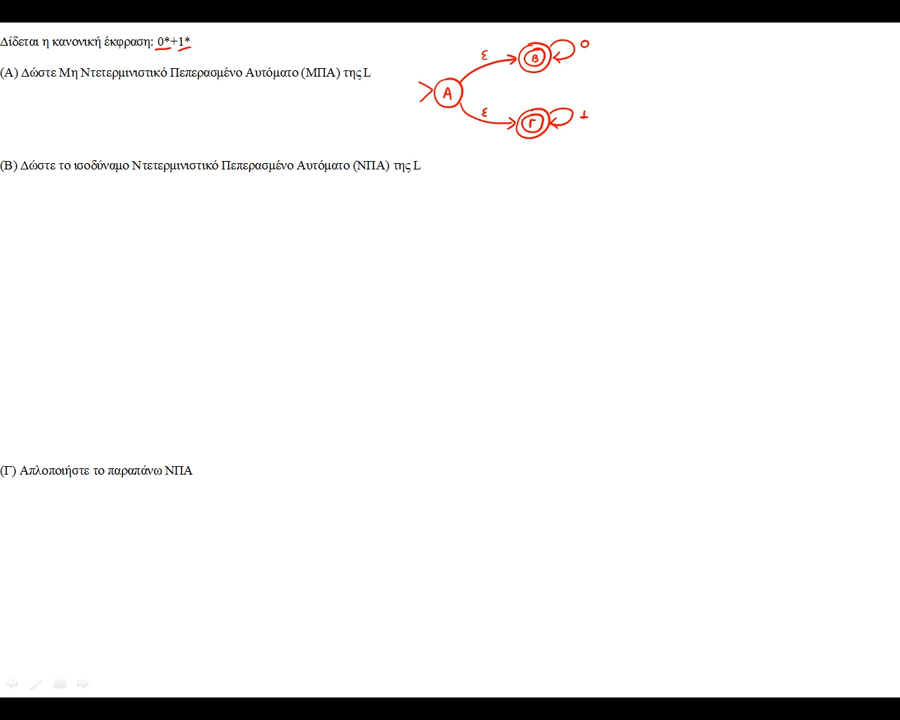 Δίδεται η κανονική έκφραση: 0*+1*
(Α) Δώστε Μη Ντετερμινιστικό Πεπερασμένο Αυτόματο (ΜΠΑ) της L
ε
B
0
A
ε
Γ
1
(Β) Δώστε το ισοδύναμο Ντετερμινιστικό Πεπερασμένο Αυτόματο (ΝΠΑ) της L
(Γ) Απλοποιήστε το παραπάνω ΝΠΑ